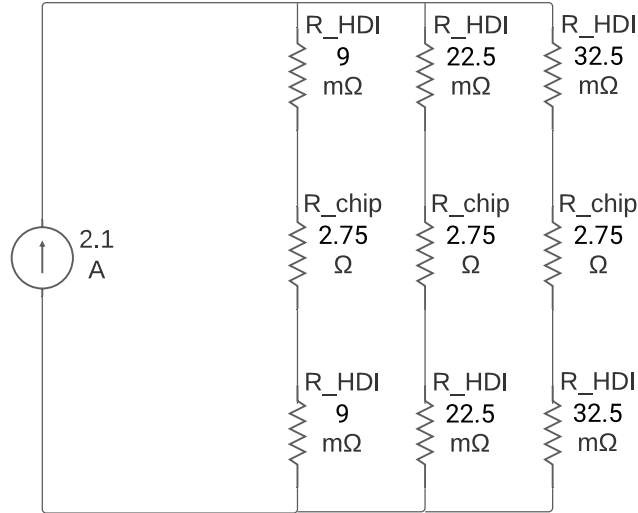 R_HDI
9
mΩ
R_HDI
22.5
mΩ
R_HDI
32.5
mΩ
2.1
A
R_chip
2.75
Ω
R_chip
2.75
Ω
R_chip
2.75
Ω
R_HDI
9
mΩ
R_HDI
22.5
mΩ
R_HDI
32.5
mΩ